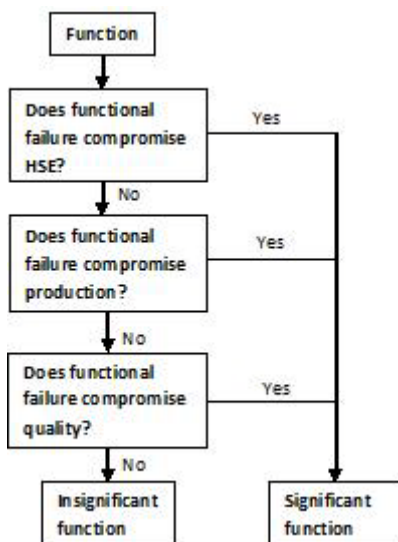 Function
Does functional
failure compromise
HSE?
Yes
No
Does functional
failure compromise
production?
Yes
No
Does functional
failure compromise
quality?
Yes
No
Insignificant
function
Significant
function